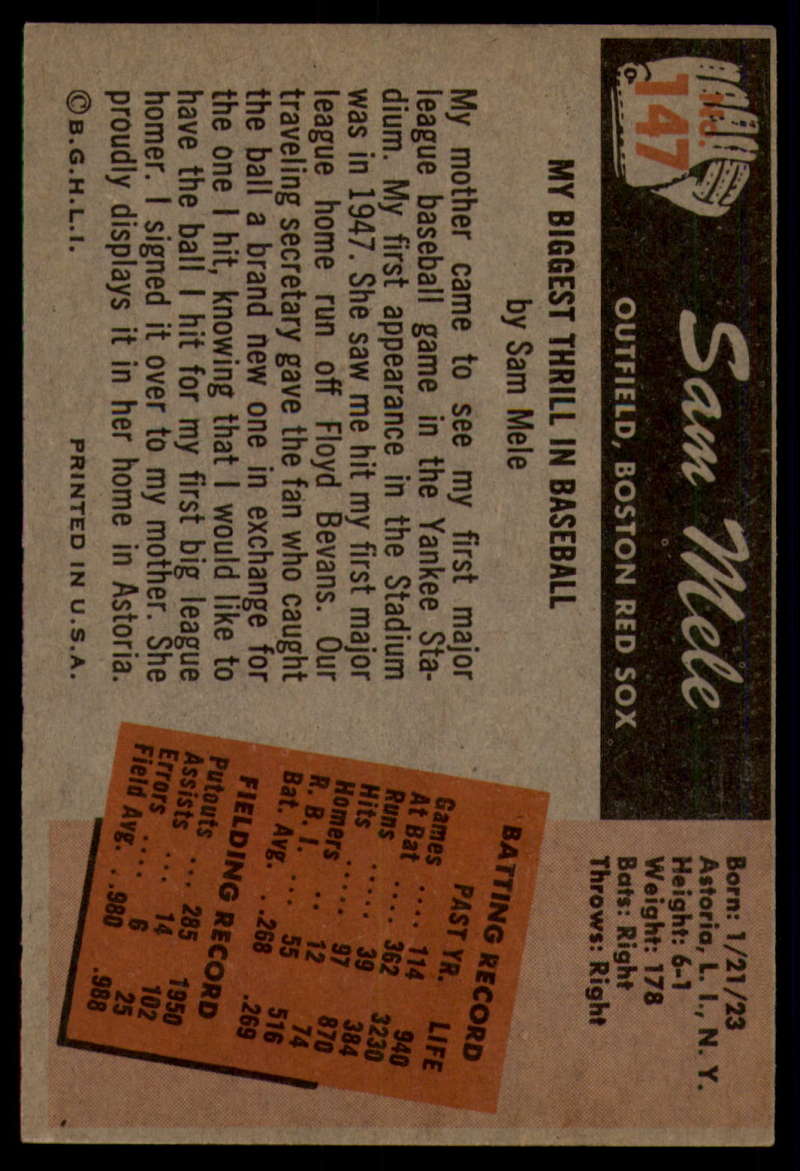 No.
147
Sam Mele
OUTFIELD, BOSTON RED SOX
Born: 1/21/23
Astoria, L. I., N. Y.
Height: 6-1
Weight: 178
Bats: Right
Throws: Right
MY BIGGEST THRILL IN BASEBALL
by Sam Mele
My mother came to see my first major
league baseball game in the Yankee Sta-
dium. My first appearance in the Stadium
was in 1947. She saw me hit my first major
league home run off Floyd Bevans. Our
traveling secretary gave the fan who caught
the ball a brand new one in exchange for
the one I hit, knowing that I would like to
have the ball I hit for my first big league
homer. I signed it over to my mother. She
proudly displays it in her home in Astoria.
© B.G.H.L.I. PRINTED IN U.S.A.
BATTING RECORD
PAST YR. LIFE
Games .... 114 940
At Bat .... 362 3230
Runs ..... 39 384
Hits ..... 97 870
Homers .. 12 74
R. B. I. ... 55 516
Bat. Avg. . .268 .269
FIELDING RECORD
Putouts ... 285 1950
Assists ... 14 102
Errors .... 6 25
Field Avg. . .980 .988